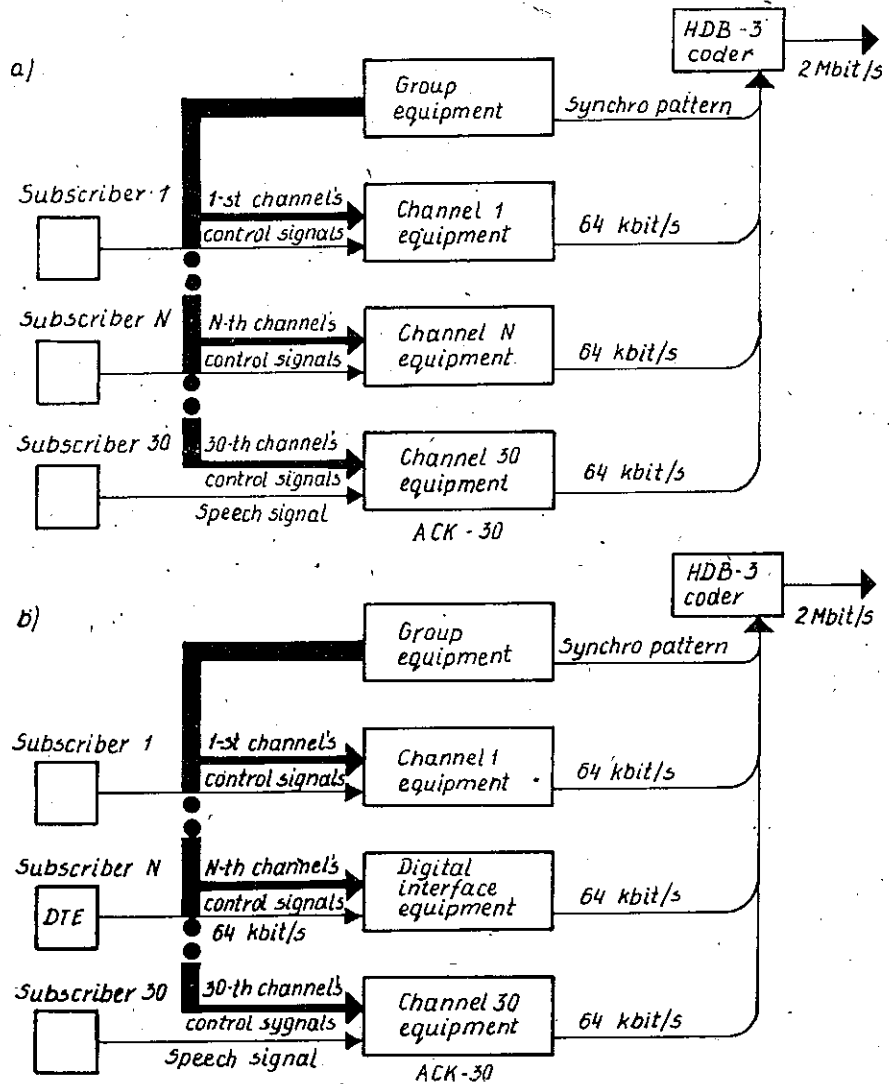 a)
HDB-3
coder
2 Mbit/s
Group
equipment
Synchro pattern
Subscriber 1
1-st channel's
control signals
Channel 1
equipment
64 kbit/s
Subscriber N
N-th channel's
control signals
Channel N
equipment
64 kbit/s
Subscriber 30
30-th channel's
control signals
Speech signal
Channel 30
equipment
64 kbit/s
ACK-30
b)
HDB-3
coder
2 Mbit/s
Group
equipment
Synchro pattern
Subscriber 1
1-st channel's
control signals
Channel 1
equipment
64 kbit/s
Subscriber N
DTE
N-th channel's
control signals
64 kbit/s
Digital
interface
equipment
64 kbit/s
Subscriber 30
30-th channel's
control sygnals
Speech signal
Channel 30
equipment
64 kbit/s
ACK-30